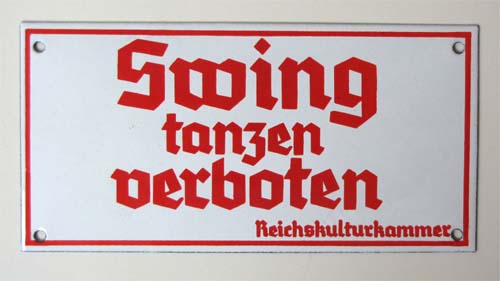 Swing
tanzen
verboten
Reichskulturkammer